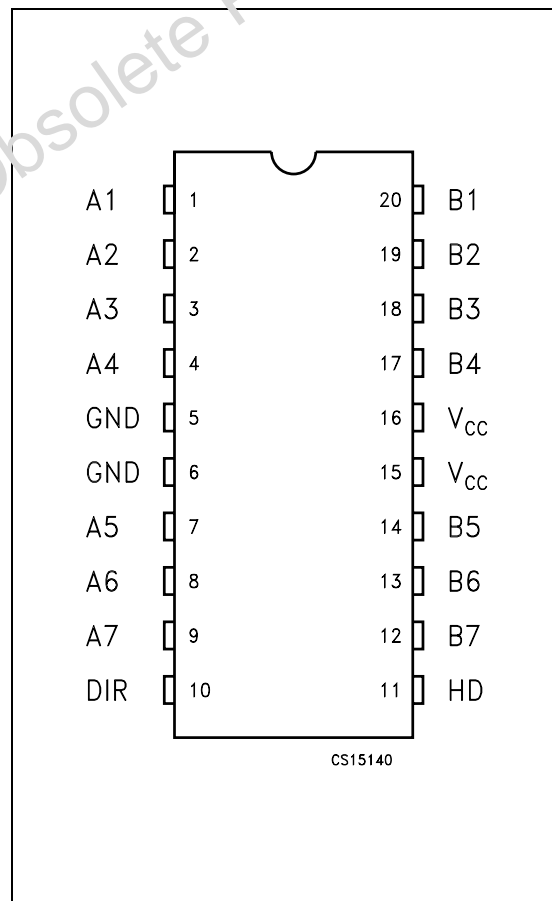 bsolete
A1 1 20 B1
A2 2 19 B2
A3 3 18 B3
A4 4 17 B4
GND 5 16 VCC
GND 6 15 VCC
A5 7 14 B5
A6 8 13 B6
A7 9 12 B7
DIR 10 11 HD
CS15140